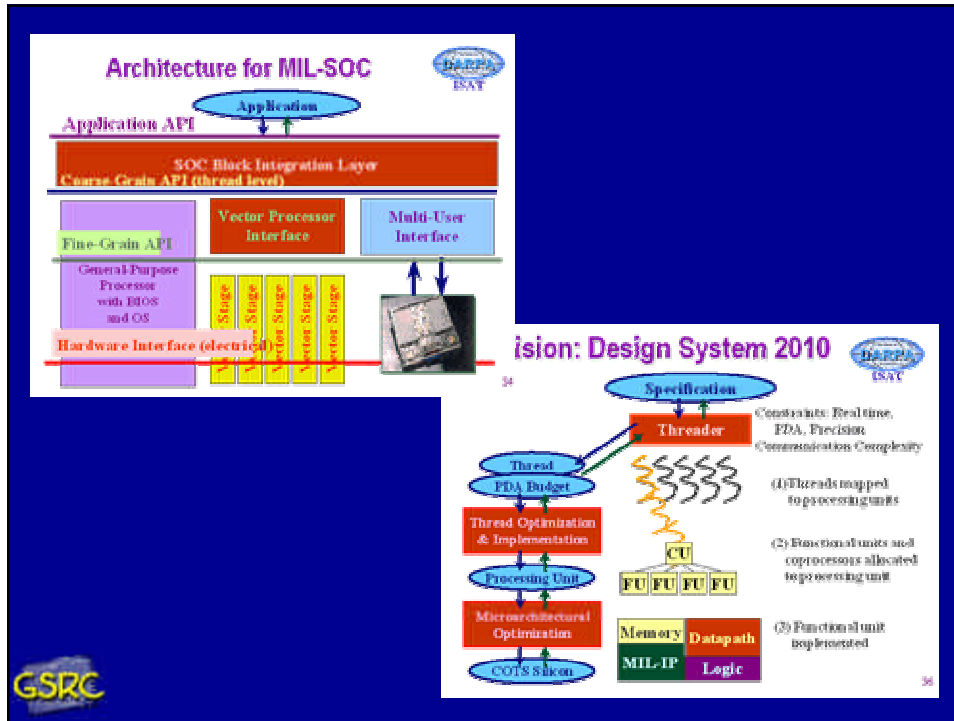 Architecture for MIL-SOC
DARPA
ISAT
Application
Application API
SOC Block Integration Layer
Coarse-Grain API (thread level)
Vector Processor
Interface
Multi-User
Interface
Fine-Grain API
General-Purpose
Processor
with BIOS
and OS
Vector Stage
Vector Stage
Vector Stage
Vector Stage
Vector Stage
Hardware Interface (electrical)
34
ision: Design System 2010
DARPA
ISAT
Specification
Threader
Constraints: Real time,
PDA, Precision
Communication Complexity
Thread
PDA Budget
(1)Threads mapped
to processing units
Thread Optimization
& Implementation
CU
(2) Functional units and
coprocessors allocated
to processing unit
Processing Unit
FU FU FU FU
Microarchitectural
Optimization
Memory
Datapath
(3) Functional unit
implemented
MIL-IP
Logic
COTS Silicon
36
GSRC